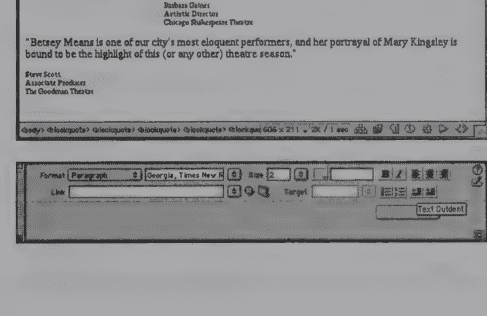 Barbara Gaines
Artistic Director
Chicago Shakespeare Theatre
"Betsey Means is one of our city's most eloquent performers, and her portrayal of Mary Kingsley is
bound to be the highlight of this (or any other) theatre season."
Steve Scott
Associate Producer
The Goodman Theatre
<body> <blockquote> <blockquote> <blockquote> <blockquote> <blockquo 606 x 211 2K / 1 sec
Format Paragraph Georgia, Times New R Size 2 B I
Link Target
Text Outdent